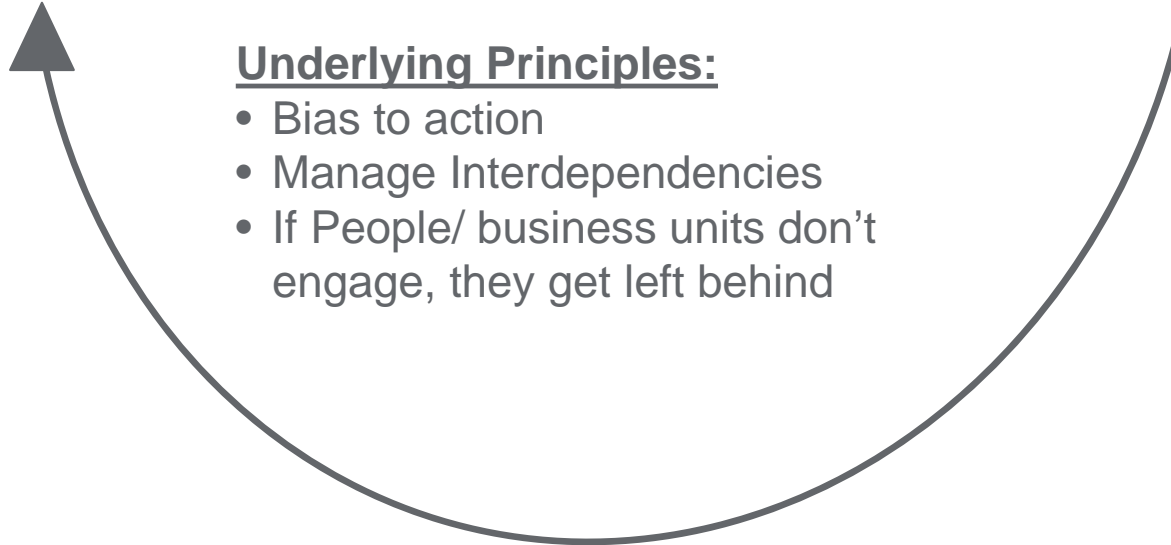 Underlying Principles:
• Bias to action
• Manage Interdependencies
• If People/ business units don’t
engage, they get left behind